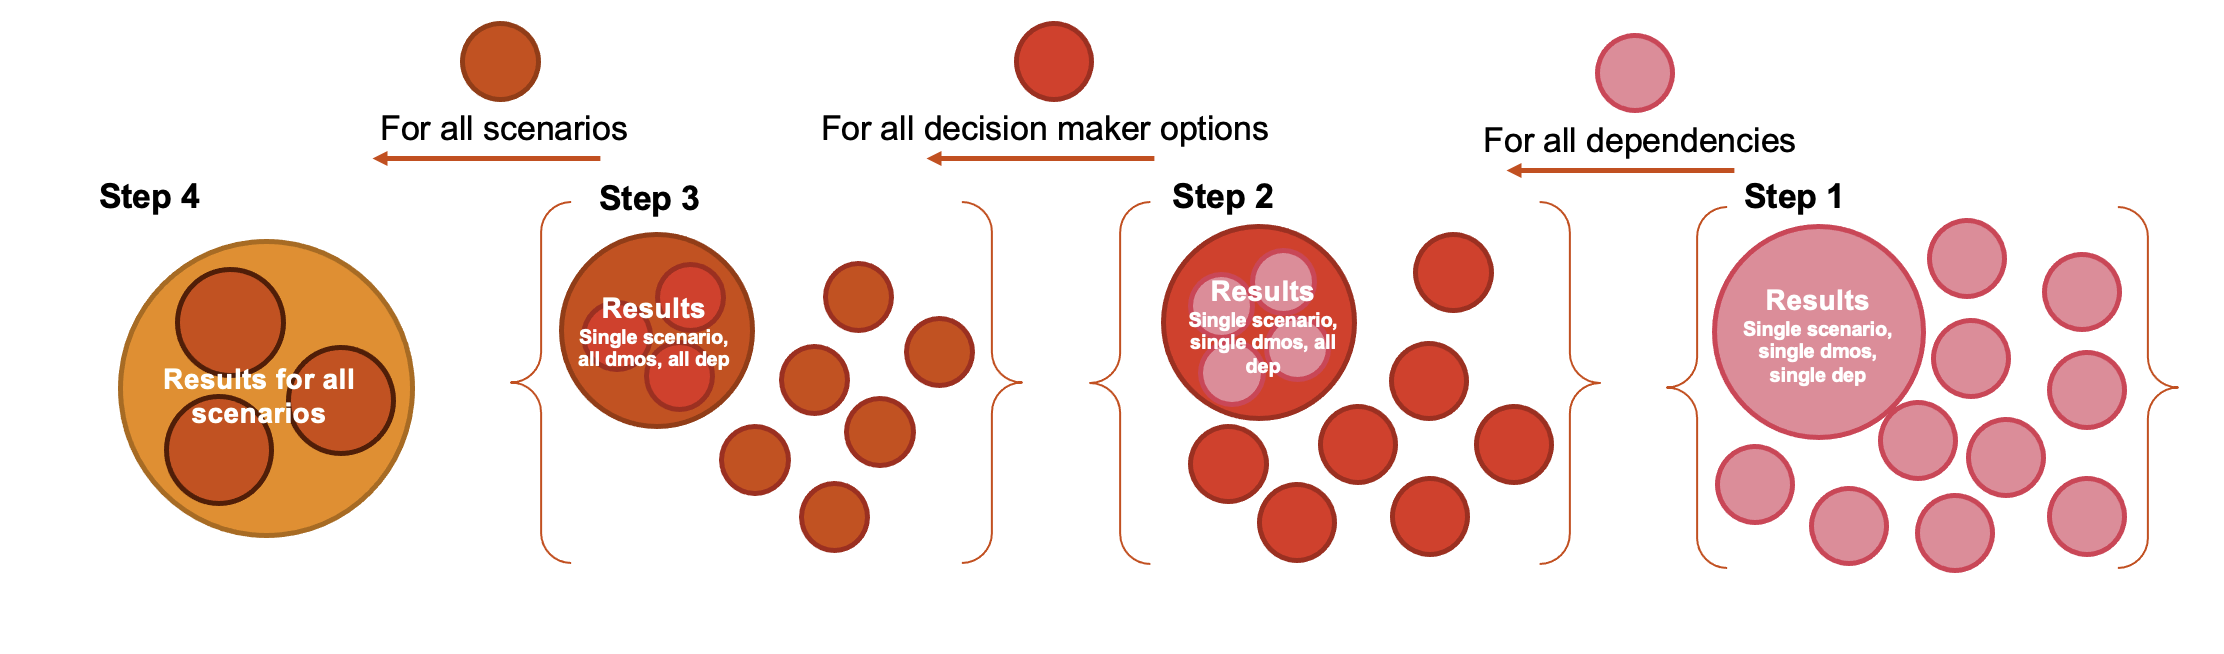 For all scenarios
For all decision maker options
For all dependencies
Step 4
Step 3
Step 2
Step 1
Results for all
scenarios
Results
Single scenario,
all dmos, all dep
Results
Single scenario,
single dmos, all
dep
Results
Single scenario,
single dmos,
single dep